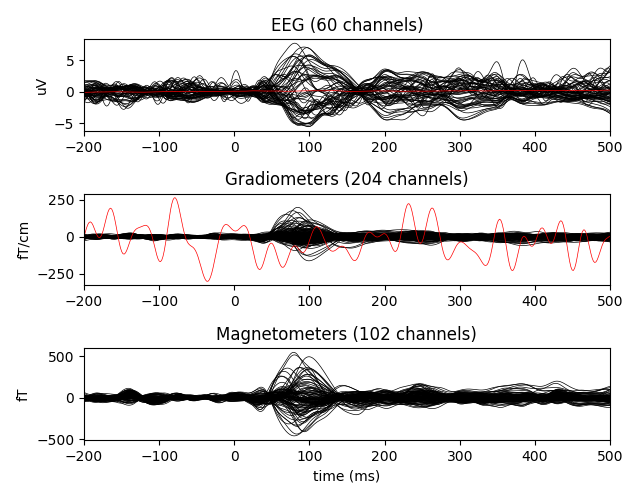 EEG (60 channels)
uV
5
0
−5
−200 −100 0 100 200 300 400 500
Gradiometers (204 channels)
fT/cm
250
0
−250
−200 −100 0 100 200 300 400 500
Magnetometers (102 channels)
fT
500
0
−500
−200 −100 0 100 200 300 400 500
time (ms)